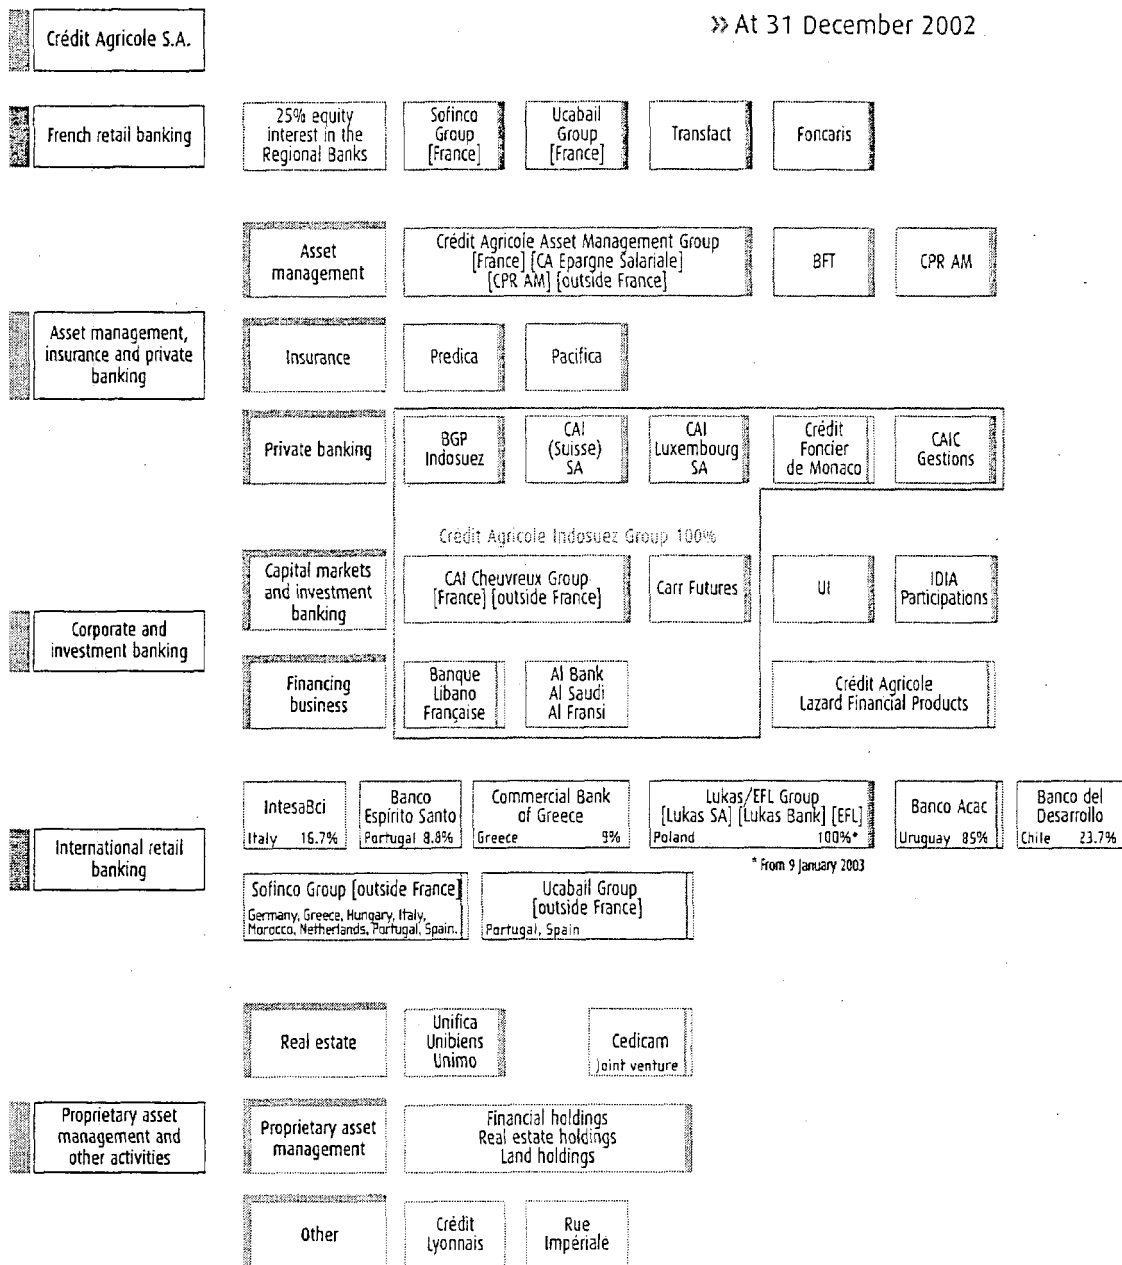 Crédit Agricole S.A.
» At 31 December 2002
French retail banking
25% equity
interest in the
Regional Banks
Sofinco
Group
[France]
Ucabail
Group
[France]
Transfact
Foncaris
Asset management,
insurance and private
banking
Asset
management
Crédit Agricole Asset Management Group
[France] [CA Epargne Salariale]
[CPR AM] [outside France]
BFT
CPR AM
Insurance
Predica
Pacifica
Private banking
BGP
Indosuez
CAI
(Suisse)
SA
CAI
Luxembourg
SA
Crédit
Foncier
de Monaco
CAIC
Gestions
Crédit Agricole Indosuez Group 100%
Corporate and
investment banking
Capital markets
and investment
banking
CAI Cheuvreux Group
[France] [outside France]
Carr Futures
UI
IDIA
Participations
Financing
business
Banque
Libano
Française
Al Bank
Al Saudi
Al Fransi
Crédit Agricole
Lazard Financial Products
International retail
banking
IntesaBci
Italy 16.7%
Banco
Espirito Santo
Portugal 8.8%
Commercial Bank
of Greece
Greece 9%
Lukas/EFL Group
[Lukas SA] [Lukas Bank] [EFL]
Poland 100%*
Banco Acac
Uruguay 85%
Banco del
Desarrollo
Chile 23.7%
* From 9 January 2003
Sofinco Group [outside France]
Germany, Greece, Hungary, Italy,
Morocco, Netherlands, Portugal, Spain.
Ucabail Group
[outside France]
Portugal, Spain
Proprietary asset
management and
other activities
Real estate
Unifica
Unibiens
Unimo
Cedicam
Joint venture
Proprietary asset
management
Financial holdings
Real estate holdings
Land holdings
Other
Crédit
Lyonnais
Rue
Impériale